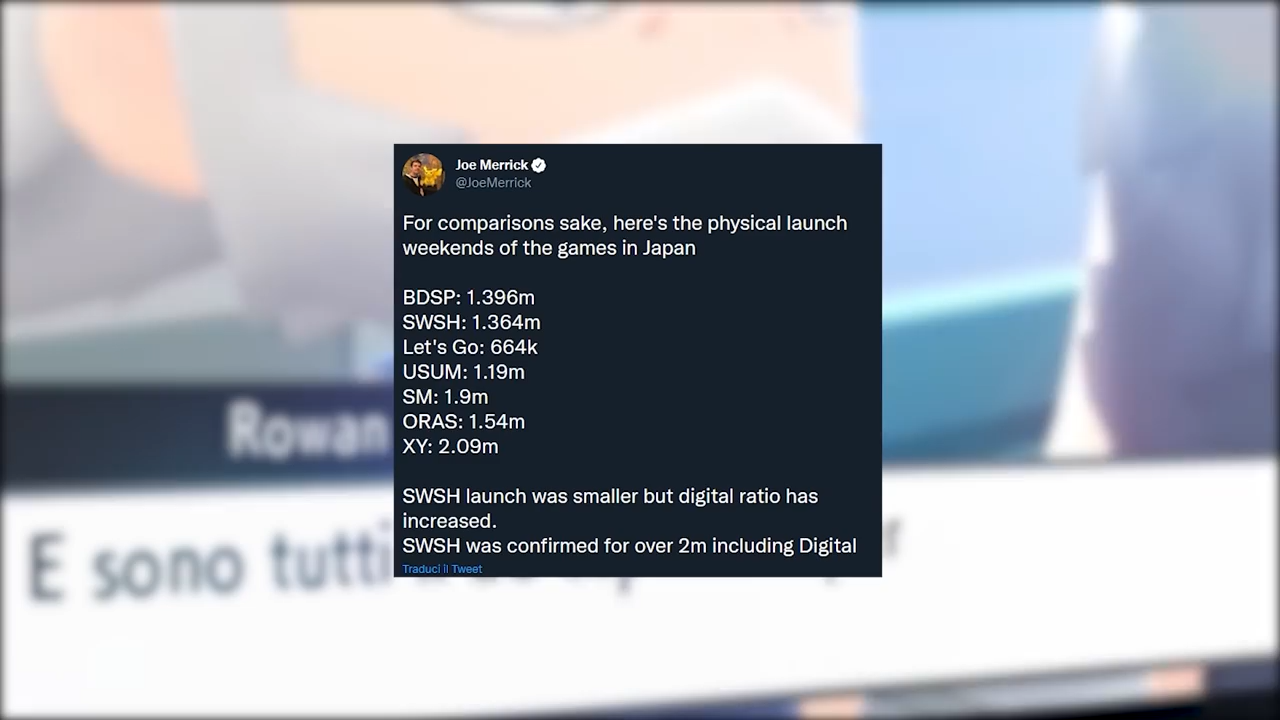 Joe Merrick
@JoeMerrick
For comparisons sake, here's the physical launch
weekends of the games in Japan
BDSP: 1.396m
SWSH: 1.364m
Let's Go: 664k
USUM: 1.19m
SM: 1.9m
ORAS: 1.54m
XY: 2.09m
SWSH launch was smaller but digital ratio has
increased.
SWSH was confirmed for over 2m including Digital
Traduci il Tweet
Rowan
E sono tutti